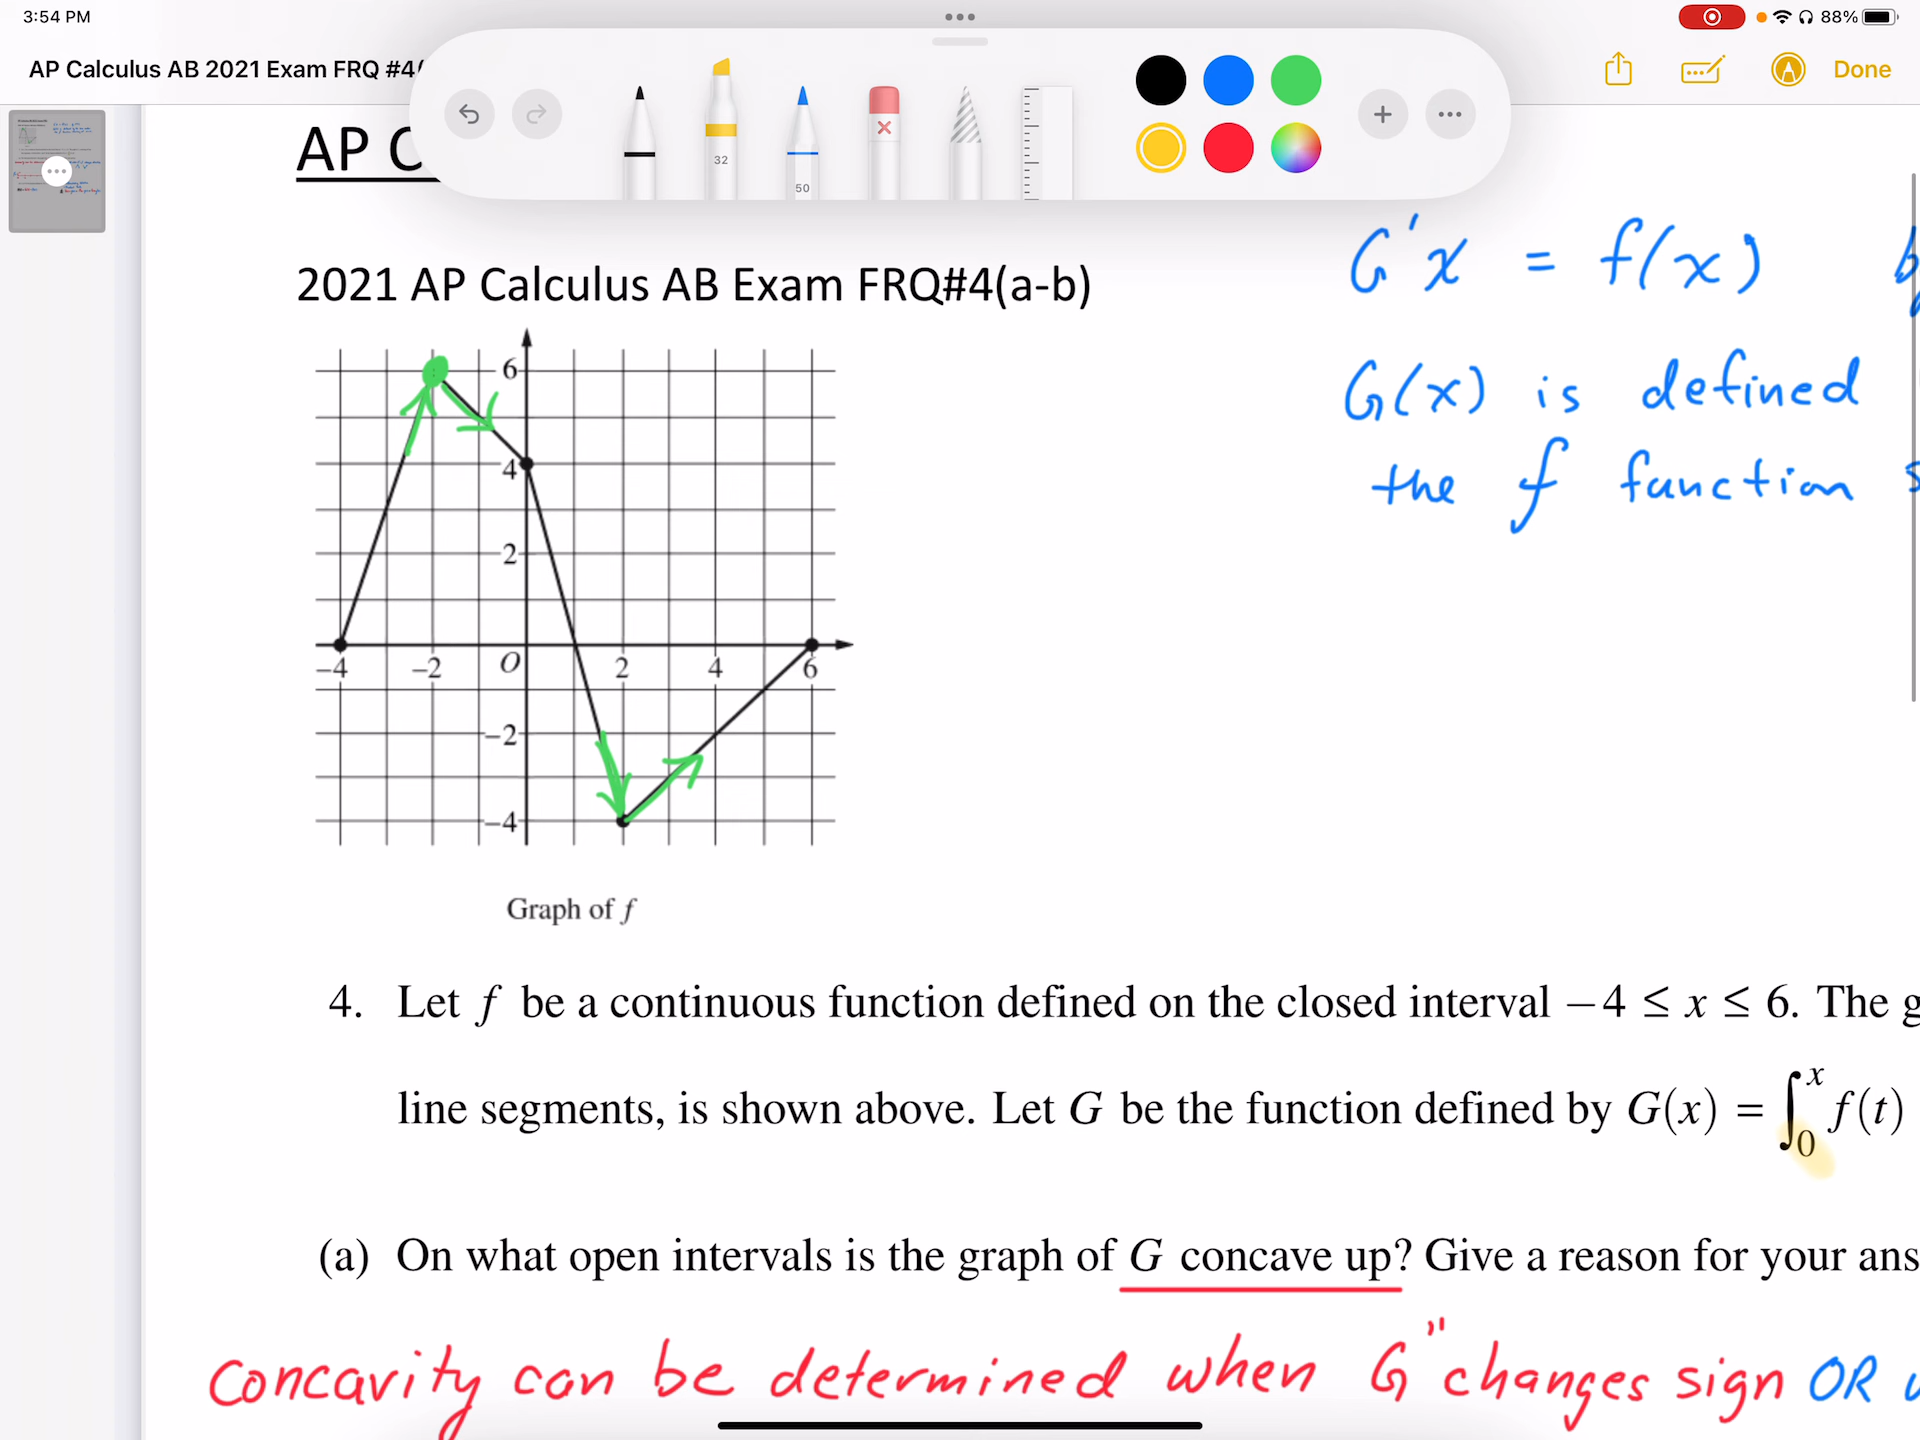 3:54 PM
88%
AP Calculus AB 2021 Exam FRQ #4(
Done
32
50
AP C
2021 AP Calculus AB Exam FRQ#4(a-b)
G'x = f(x)
G(x) is defined
the f function
6
4
2
-4 -2 O 2 4 6
-2
-4
Graph of f
4. Let f be a continuous function defined on the closed interval −4 ≤ x ≤ 6. The g
line segments, is shown above. Let G be the function defined by G(x) = ∫₀ˣ f(t)
(a) On what open intervals is the graph of G concave up? Give a reason for your ans
Concavity can be determined when G" changes sign OR